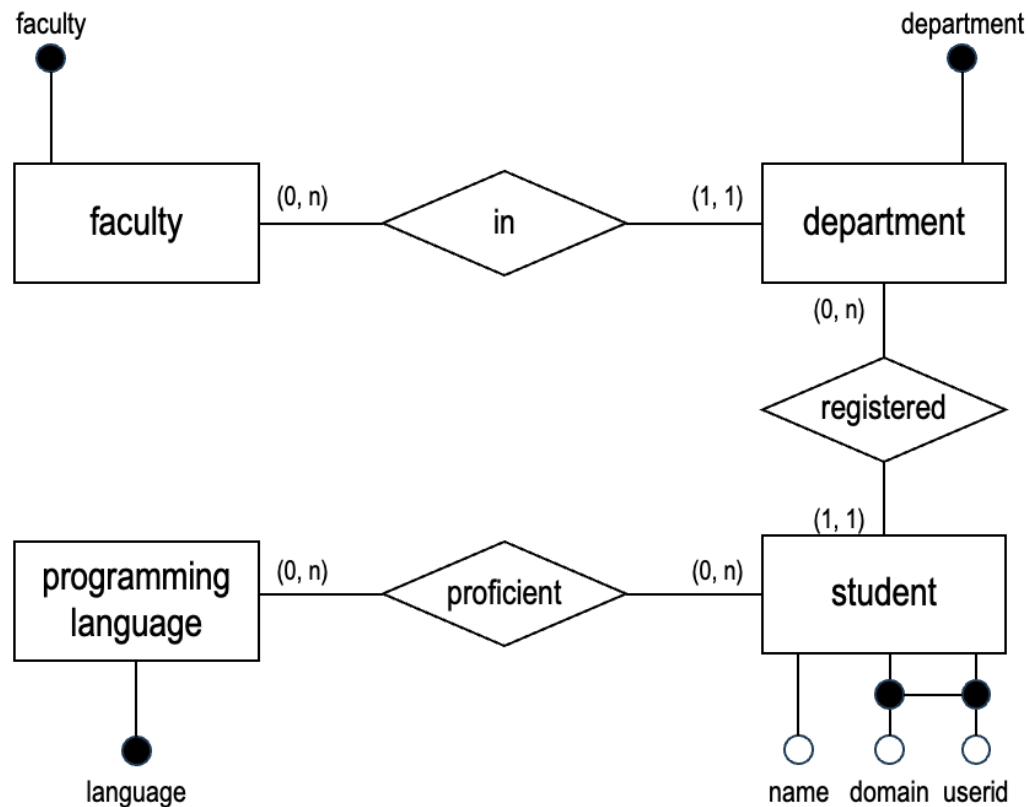 faculty
department
faculty
(0, n)
in
(1, 1)
department
(0, n)
registered
(1, 1)
programming
language
(0, n)
proficient
(0, n)
student
language
name
domain
userid